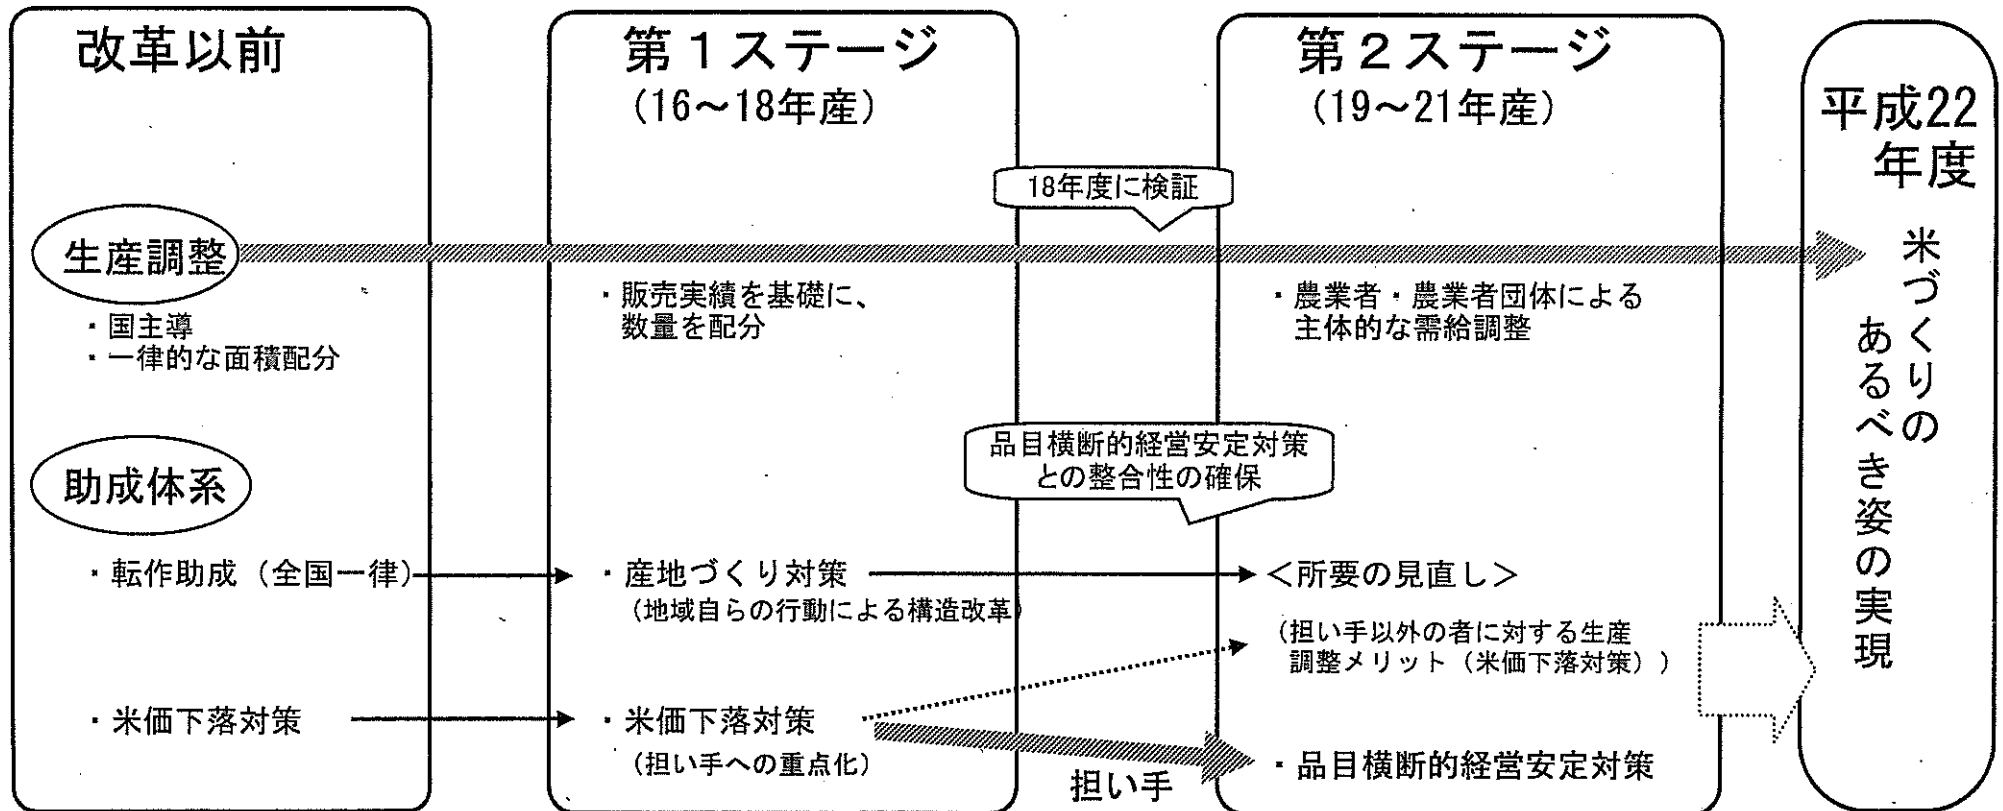 改革以前
生産調整
・国主導
・一律的な面積配分
助成体系
・転作助成（全国一律）
・米価下落対策
第１ステージ
（16～18年産）
・販売実績を基礎に、
数量を配分
・産地づくり対策
（地域自らの行動による構造改革）
・米価下落対策
（担い手への重点化）
18年度に検証
品目横断的経営安定対策
との整合性の確保
担い手
第２ステージ
（19～21年産）
・農業者・農業者団体による
主体的な需給調整
＜所要の見直し＞
（担い手以外の者に対する生産
調整メリット（米価下落対策））
・品目横断的経営安定対策
平成22
年度
米づくりの
あるべき姿の実現